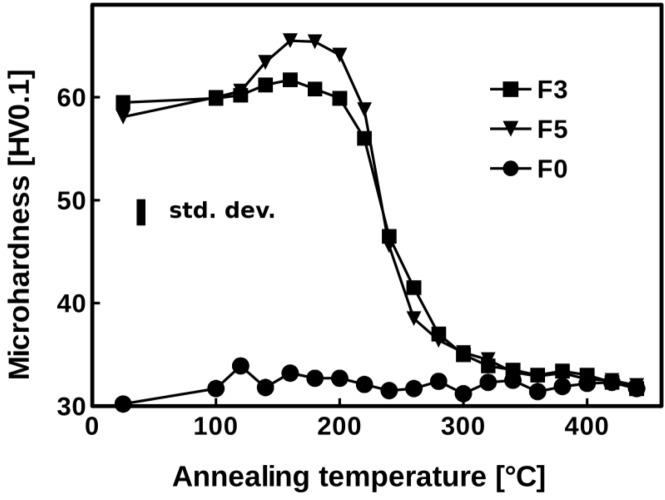 Microhardness [HV0.1]
60
50
40
30
F3
F5
F0
std. dev.
0 100 200 300 400
Annealing temperature [°C]